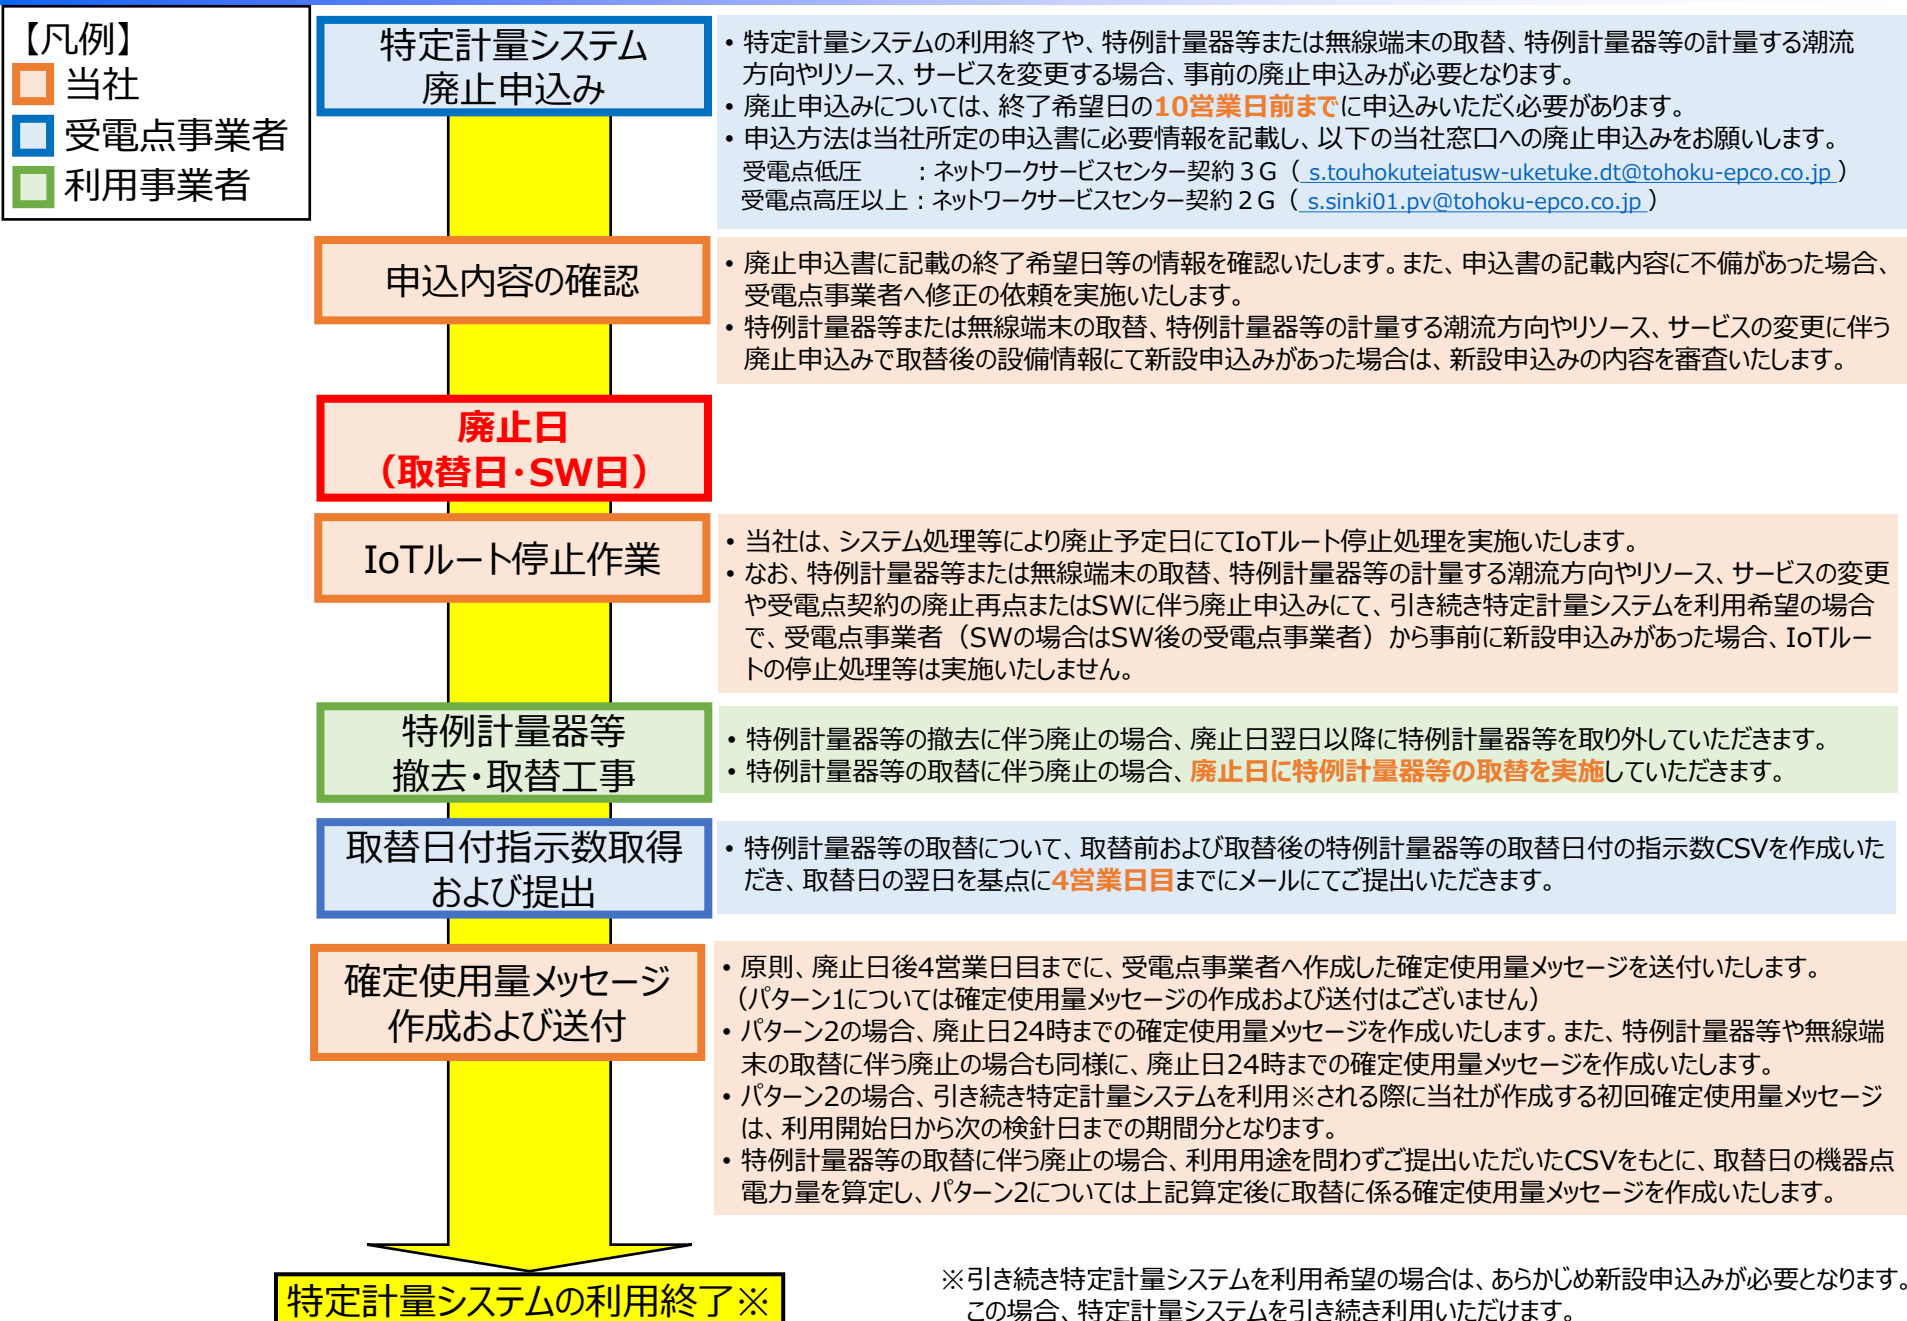 【凡例】
当社
受電点事業者
利用事業者
特定計量システム
廃止申込み
・特定計量システムの利用終了や、特例計量器等または無線端末の取替、特例計量器等の計量する潮流
方向やリソース、サービスを変更する場合、事前の廃止申込みが必要となります。
・廃止申込みについては、終了希望日の10営業日前までに申込みいただく必要があります。
・申込方法は当社所定の申込書に必要情報を記載し、以下の当社窓口への廃止申込みをお願いします。
受電点低圧　　：ネットワークサービスセンター契約３G（ s.touhokuteiatusw-uketuke.dt@tohoku-epco.co.jp ）
受電点高圧以上：ネットワークサービスセンター契約２G（ s.sinki01.pv@tohoku-epco.co.jp ）
申込内容の確認
・廃止申込書に記載の終了希望日等の情報を確認いたします。また、申込書の記載内容に不備があった場合、
受電点事業者へ修正の依頼を実施いたします。
・特例計量器等または無線端末の取替、特例計量器等の計量する潮流方向やリソース、サービスの変更に伴う
廃止申込みで取替後の設備情報にて新設申込みがあった場合は、新設申込みの内容を審査いたします。
廃止日
（取替日・SW日）
IoTルート停止作業
・当社は、システム処理等により廃止予定日にてIoTルート停止処理を実施いたします。
・なお、特例計量器等または無線端末の取替、特例計量器等の計量する潮流方向やリソース、サービスの変更
や受電点契約の廃止再点またはSWに伴う廃止申込みにて、引き続き特定計量システムを利用希望の場合
で、受電点事業者（SWの場合はSW後の受電点事業者）から事前に新設申込みがあった場合、IoTルー
トの停止処理等は実施いたしません。
特例計量器等
撤去・取替工事
・特例計量器等の撤去に伴う廃止の場合、廃止日翌日以降に特例計量器等を取り外していただきます。
・特例計量器等の取替に伴う廃止の場合、廃止日に特例計量器等の取替を実施していただきます。
取替日付指示数取得
および提出
・特例計量器等の取替について、取替前および取替後の特例計量器等の取替日付の指示数CSVを作成いた
だき、取替日の翌日を基点に4営業日目までにメールにてご提出いただきます。
確定使用量メッセージ
作成および送付
・原則、廃止日後4営業日目までに、受電点事業者へ作成した確定使用量メッセージを送付いたします。
（パターン1については確定使用量メッセージの作成および送付はございません）
・パターン2の場合、廃止日24時までの確定使用量メッセージを作成いたします。また、特例計量器等や無線端
末の取替に伴う廃止の場合も同様に、廃止日24時までの確定使用量メッセージを作成いたします。
・パターン2の場合、引き続き特定計量システムを利用※される際に当社が作成する初回確定使用量メッセージ
は、利用開始日から次の検針日までの期間分となります。
・特例計量器等の取替に伴う廃止の場合、利用用途を問わずご提出いただいたCSVをもとに、取替日の機器点
電力量を算定し、パターン2については上記算定後に取替に係る確定使用量メッセージを作成いたします。
特定計量システムの利用終了※
※引き続き特定計量システムを利用希望の場合は、あらかじめ新設申込みが必要となります。
この場合、特定計量システムを引き続き利用いただけます。